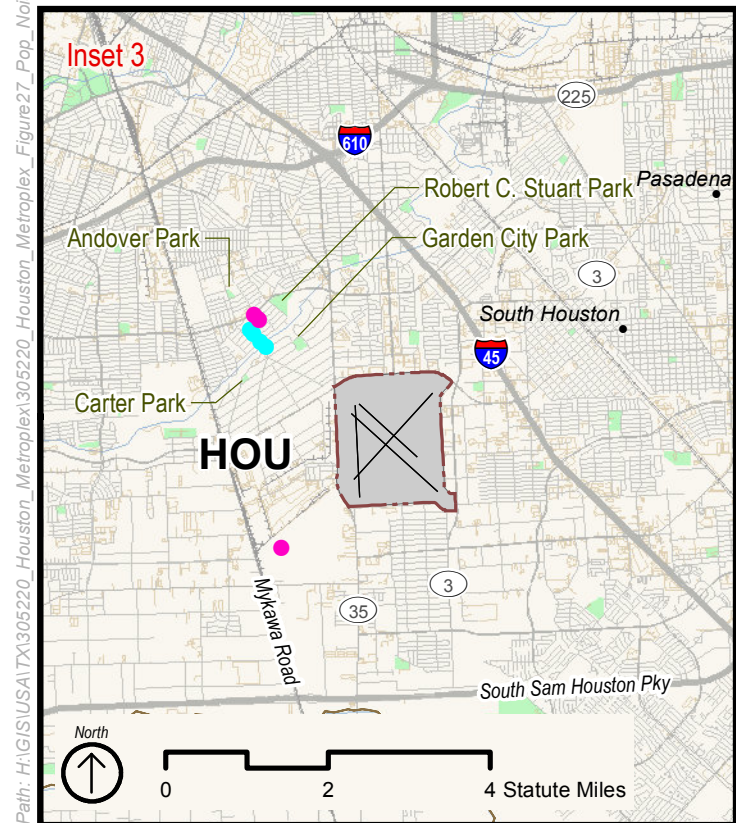 Path: H:\GIS\USA\TX\305220_Houston_Metroplex\305220_Houston_Metroplex_Figure27_Pop_Noi
Inset 3
225
610
Robert C. Stuart Park
Pasadena
Andover Park
Garden City Park
3
South Houston
45
Carter Park
HOU
Mykawa Road
3
35
South Sam Houston Pky
North
0 2 4 Statute Miles